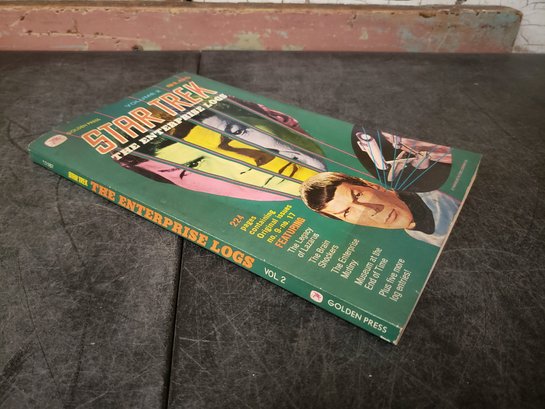 VOLUME 2
GOLDEN PRESS
STAR TREK
THE ENTERPRISE LOGS
224
pages
containing
Original Issues
no. 9-no. 17
FEATURING
The Legacy
of Lazarus
The Brain
Shockers
The Enterprise
Mutiny
Museum at the
End of Time
Plus five more
log entries!
STAR TREK
THE ENTERPRISE LOGS
VOL. 2
GOLDEN PRESS